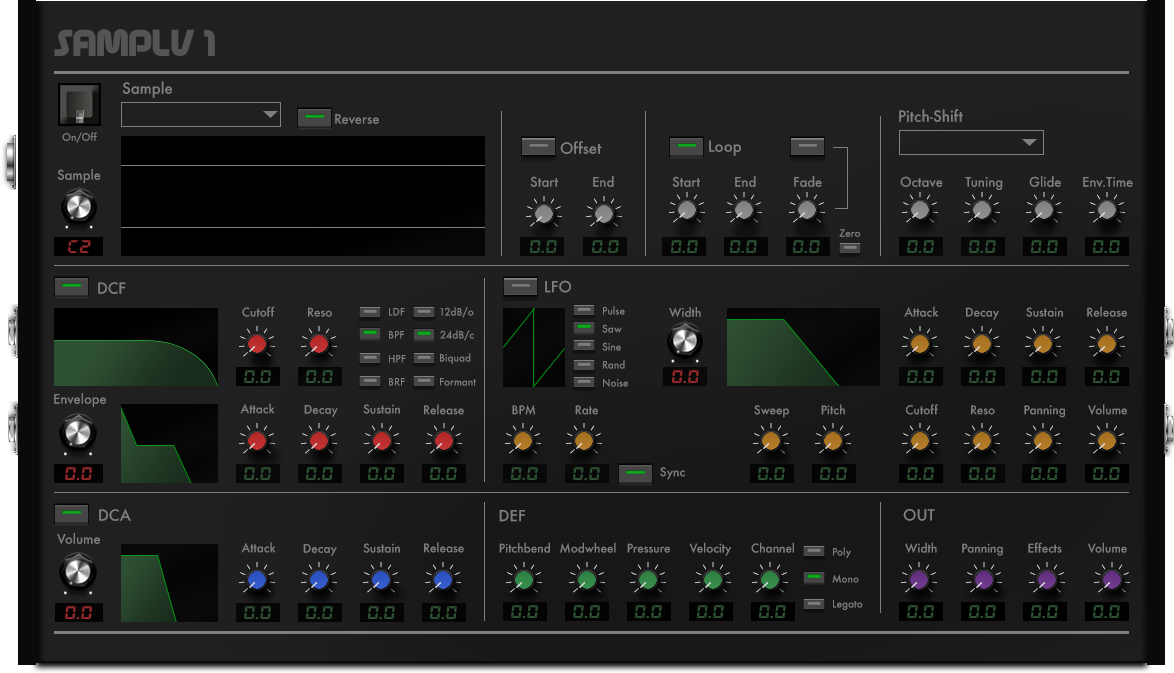 SAMPLV 1
Sample
On/Off
Reverse
Sample
C2
Offset
Start End
0.0 0.0
Loop
Start End Fade
Zero
0.0 0.0 0.0
Pitch-Shift
Octave Tuning Glide Env.Time
0.0 0.0 0.0 0.0
DCF
Cutoff Reso
0.0 0.0
LDF 12dB/o
BPF 24dB/c
HPF Biquad
BRF Formant
Envelope
0.0
Attack Decay Sustain Release
0.0 0.0 0.0 0.0
LFO
Pulse
Saw
Sine
Rand
Noise
Width
0.0
Attack Decay Sustain Release
0.0 0.0 0.0 0.0
BPM Rate
0.0 0.0
Sync
Sweep Pitch
0.0 0.0
Cutoff Reso Panning Volume
0.0 0.0 0.0 0.0
DCA
Volume
0.0
Attack Decay Sustain Release
0.0 0.0 0.0 0.0
DEF
Pitchbend Modwheel Pressure Velocity Channel
0.0 0.0 0.0 0.0 0.0
Poly
Mono
Legato
OUT
Width Panning Effects Volume
0.0 0.0 0.0 0.0